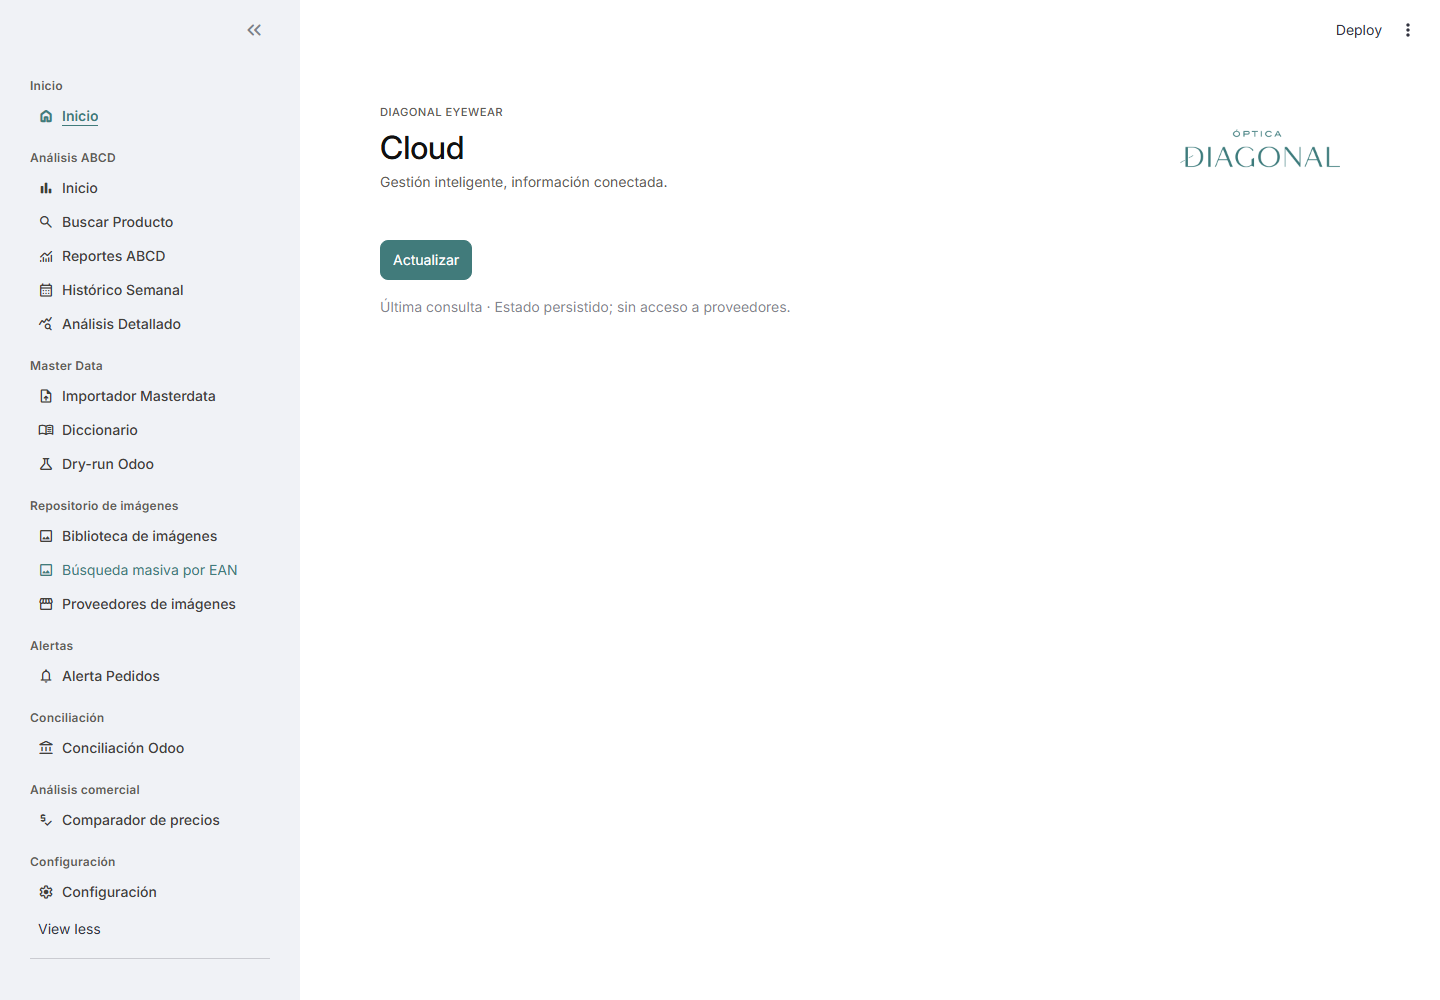 Deploy
Inicio
Inicio
Análisis ABCD
Inicio
Buscar Producto
Reportes ABCD
Histórico Semanal
Análisis Detallado
Master Data
Importador Masterdata
Diccionario
Dry-run Odoo
Repositorio de imágenes
Biblioteca de imágenes
Búsqueda masiva por EAN
Proveedores de imágenes
Alertas
Alerta Pedidos
Conciliación
Conciliación Odoo
Análisis comercial
Comparador de precios
Configuración
Configuración
View less
DIAGONAL EYEWEAR
Cloud
Gestión inteligente, información conectada.
ÓPTICA
DIAGONAL
Actualizar
Última consulta · Estado persistido; sin acceso a proveedores.